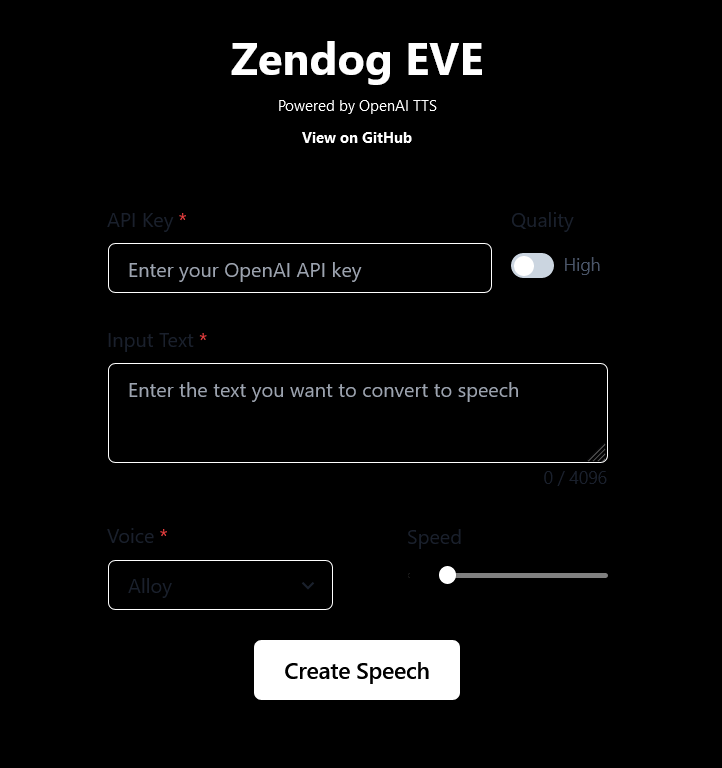 Zendog EVE
Powered by OpenAI TTS
View on GitHub
API Key *
Quality
Enter your OpenAI API key
High
Input Text *
Enter the text you want to convert to speech
0 / 4096
Voice *
Speed
Alloy
Create Speech